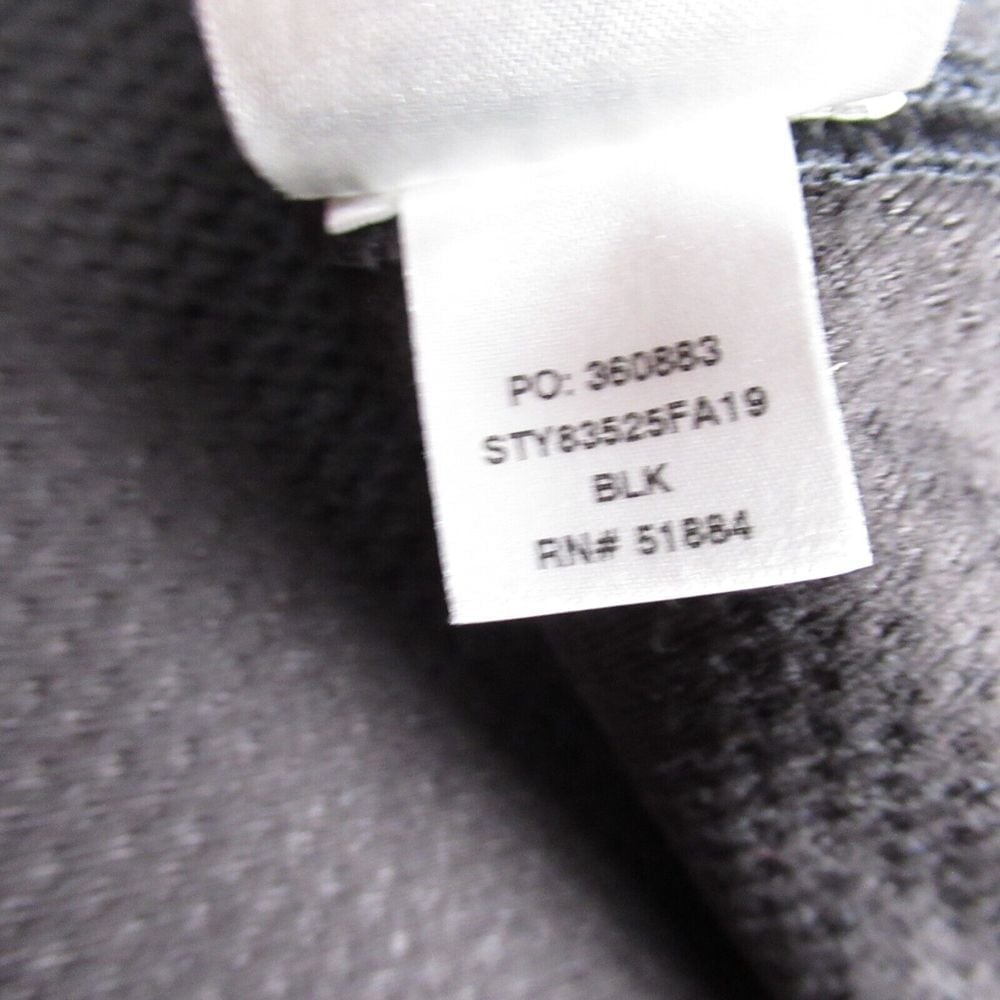 PO: 360883
STY83525FA19
BLK
RN# 51884